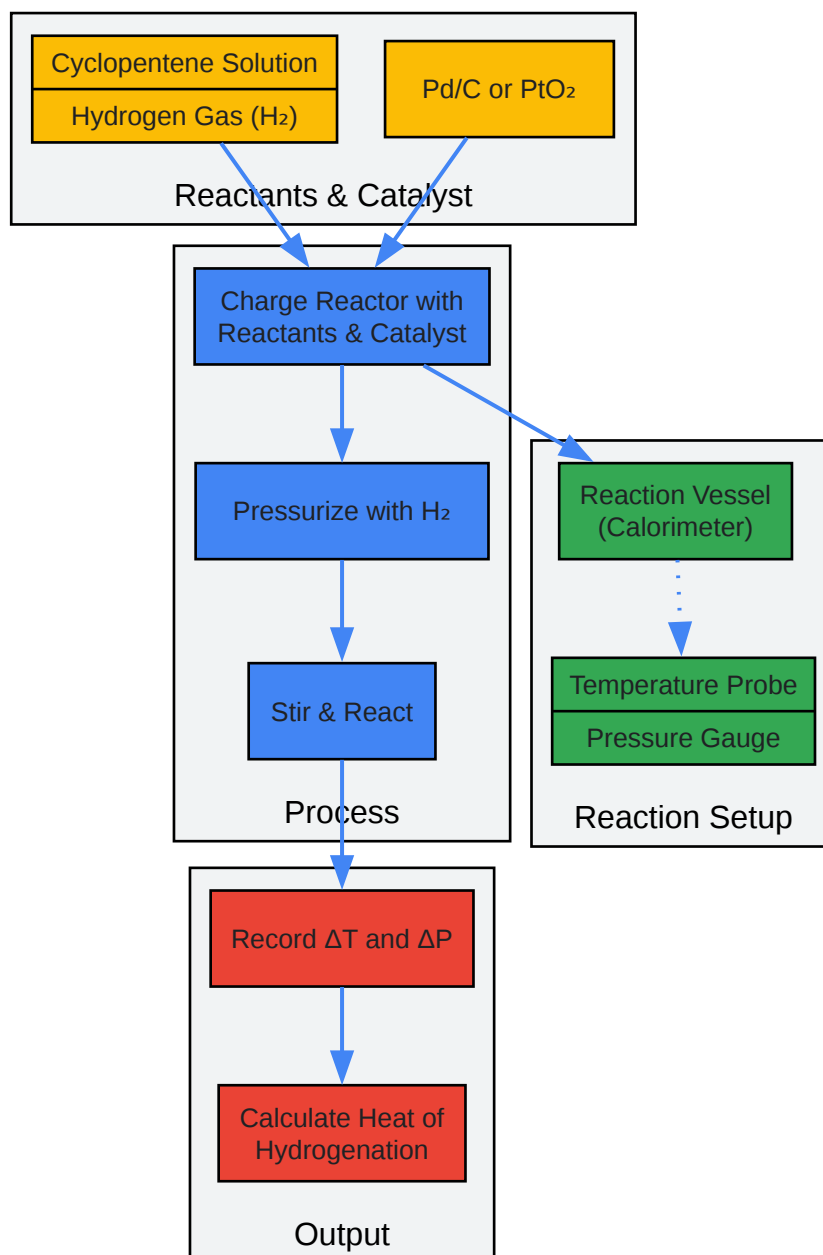 Cyclopentene Solution
Hydrogen Gas (H₂)
Pd/C or PtO₂
Reactants & Catalyst
Charge Reactor with
Reactants & Catalyst
Pressurize with H₂
Stir & React
Process
Reaction Vessel
(Calorimeter)
Temperature Probe
Pressure Gauge
Reaction Setup
Record ΔT and ΔP
Calculate Heat of
Hydrogenation
Output